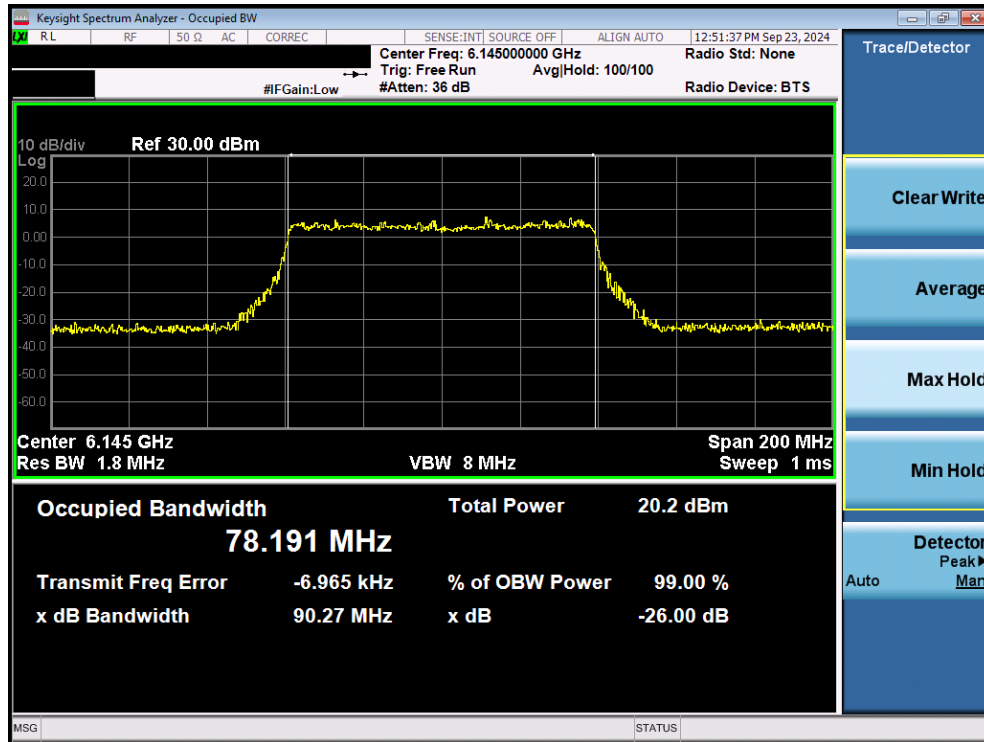 Keysight Spectrum Analyzer - Occupied BW
LXI RL RF 50 Ω AC CORREC SENSE:INT SOURCE OFF ALIGN AUTO 12:51:37 PM Sep 23, 2024
Center Freq: 6.145000000 GHz Radio Std: None
Trig: Free Run Avg|Hold: 100/100
#IFGain:Low #Atten: 36 dB Radio Device: BTS
Trace/Detector
10 dB/div Ref 30.00 dBm
Log
20.0
10.0
0.00
-10.0
-20.0
-30.0
-40.0
-50.0
-60.0
Center 6.145 GHz Span 200 MHz
Res BW 1.8 MHz VBW 8 MHz Sweep 1 ms
Occupied Bandwidth Total Power 20.2 dBm
78.191 MHz
Transmit Freq Error -6.965 kHz % of OBW Power 99.00 %
x dB Bandwidth 90.27 MHz x dB -26.00 dB
Clear Write
Average
Max Hold
Min Hold
Detector
Peak
Auto Man
MSG STATUS